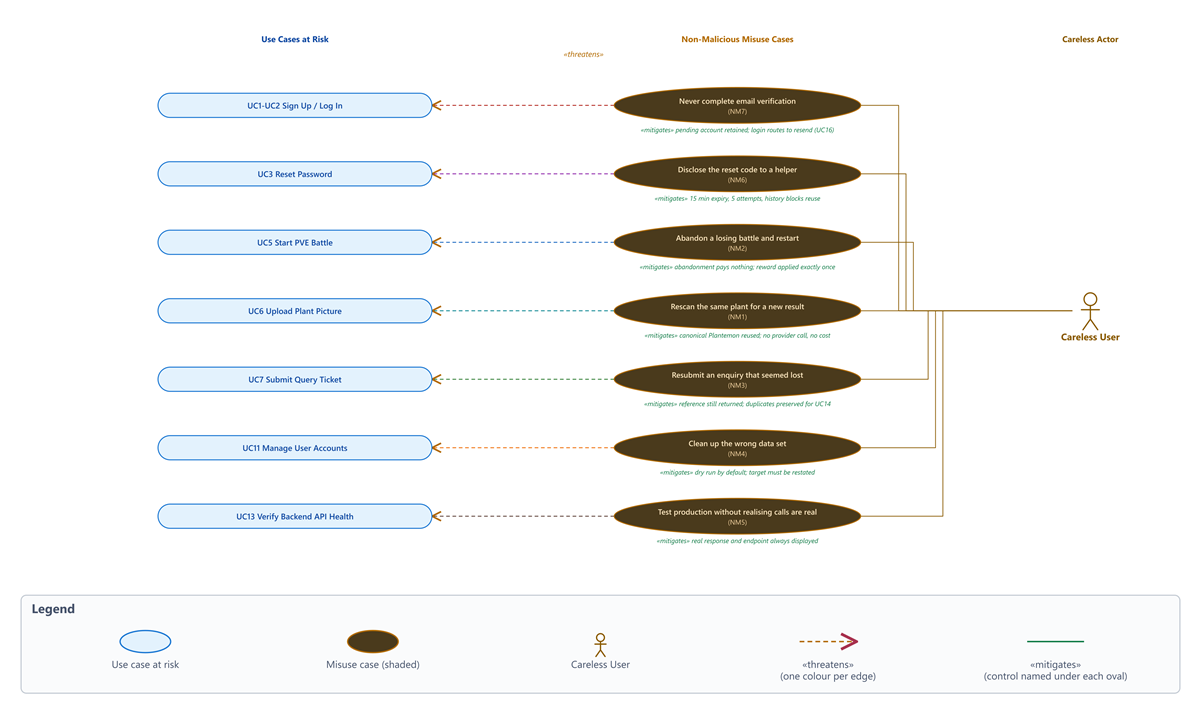 Use Cases at Risk
Non-Malicious Misuse Cases
Careless Actor
«threatens»
UC1-UC2 Sign Up / Log In
Never complete email verification
(NM7)
«mitigates» pending account retained; login routes to resend (UC16)
UC3 Reset Password
Disclose the reset code to a helper
(NM6)
«mitigates» 15 min expiry, 5 attempts, history blocks reuse
UC5 Start PVE Battle
Abandon a losing battle and restart
(NM2)
«mitigates» abandonment pays nothing; reward applied exactly once
UC6 Upload Plant Picture
Rescan the same plant for a new result
(NM1)
«mitigates» canonical Plantemon reused; no provider call, no cost
Careless User
UC7 Submit Query Ticket
Resubmit an enquiry that seemed lost
(NM3)
«mitigates» reference still returned; duplicates preserved for UC14
UC11 Manage User Accounts
Clean up the wrong data set
(NM4)
«mitigates» dry run by default; target must be restated
UC13 Verify Backend API Health
Test production without realising calls are real
(NM5)
«mitigates» real response and endpoint always displayed
Legend
Use case at risk
Misuse case (shaded)
Careless User
«threatens»
(one colour per edge)
«mitigates»
(control named under each oval)